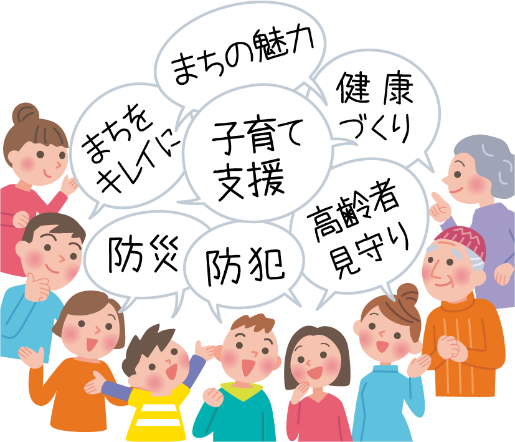 まちの魅力
健康
づくり
まちを
キレイに
子育て
支援
高齢者
見守り
防災
防犯